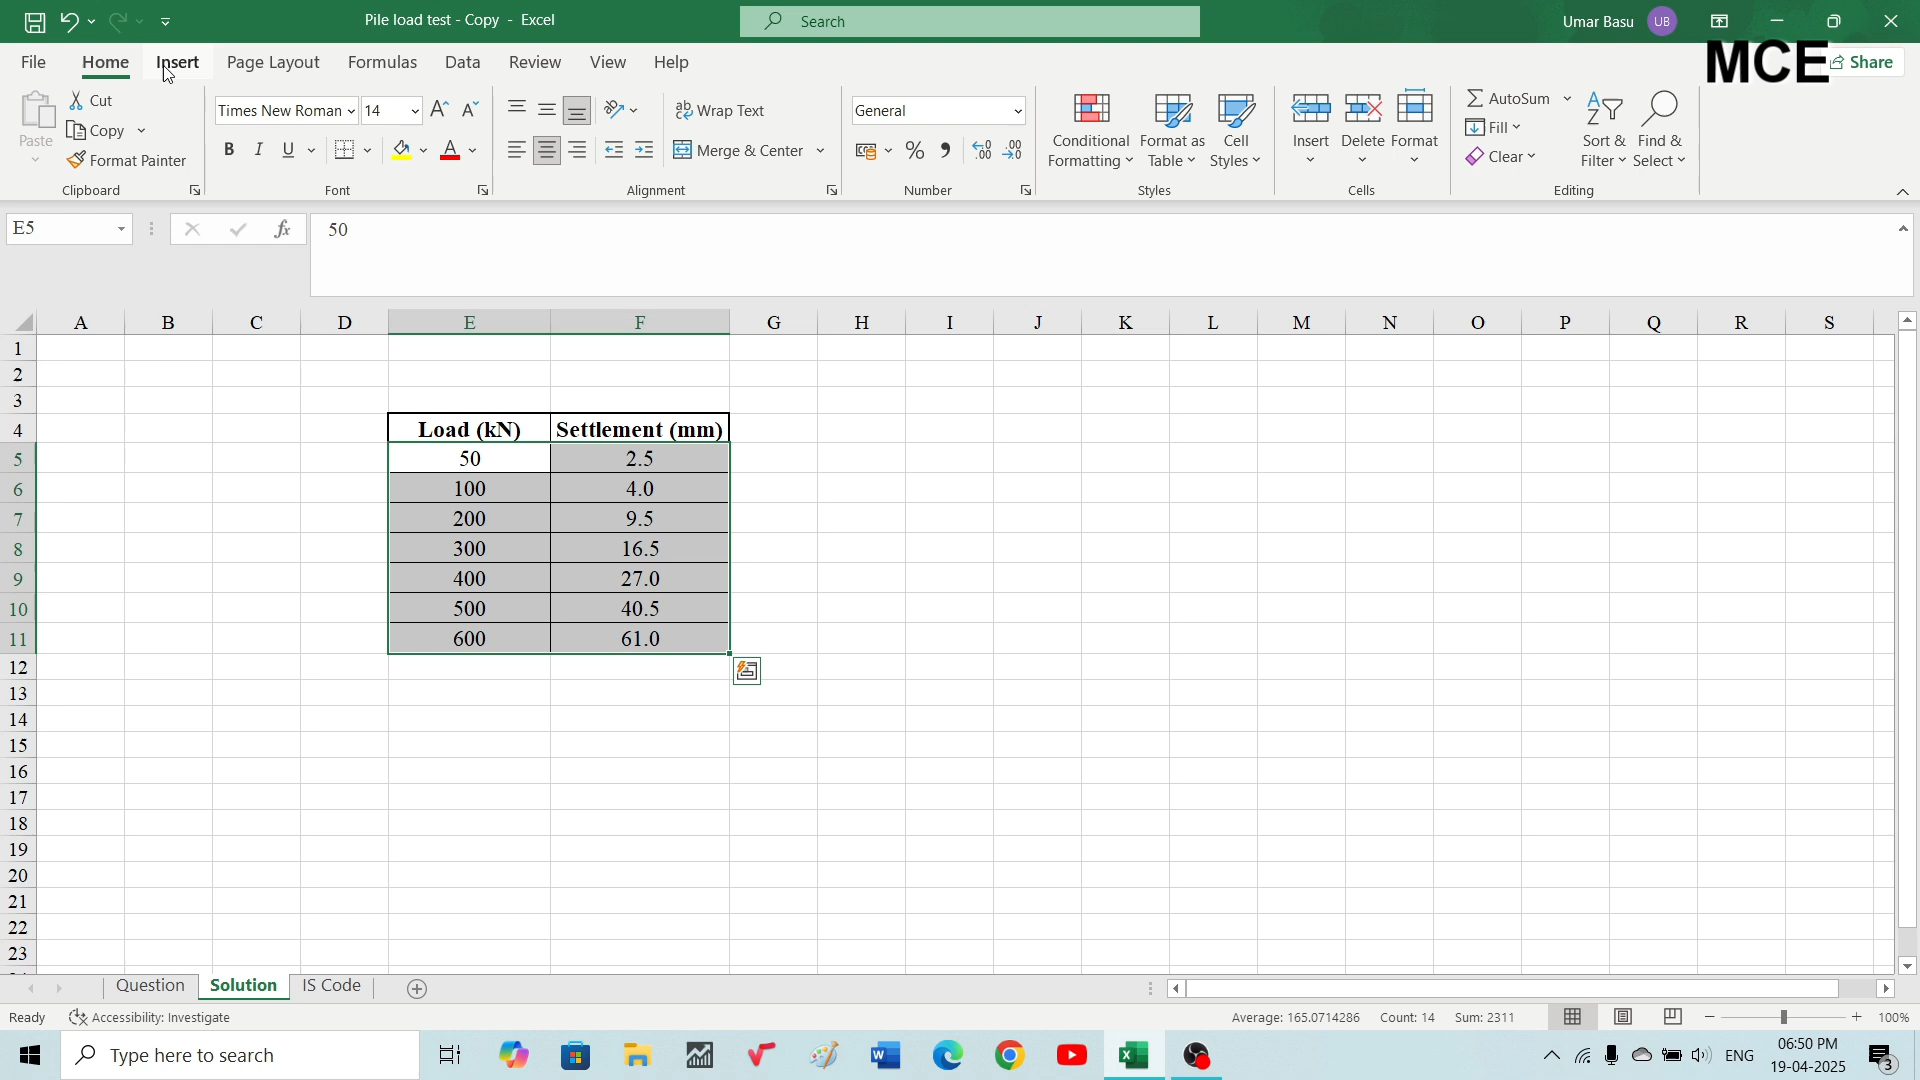 Pile load test - Copy - Excel
Search
Umar Basu UB
MCE
File Home Insert Page Layout Formulas Data Review View Help
Share
Paste
Cut
Copy
Format Painter
Clipboard
Times New Roman 14
B I U
Font
Wrap Text
Merge & Center
Alignment
General
Number
Conditional Formatting
Format as Table
Cell Styles
Styles
Insert Delete Format
Cells
AutoSum
Fill
Clear
Sort & Filter
Find & Select
Editing
E5
fx
50
A B C D E F G H I J K L M N O P Q R S
1
2
3
4 Load (kN) Settlement (mm)
5 50 2.5
6 100 4.0
7 200 9.5
8 300 16.5
9 400 27.0
10 500 40.5
11 600 61.0
12
13
14
15
16
17
18
19
20
21
22
23
Question Solution IS Code
Ready Accessibility: Investigate
Average: 165.0714286 Count: 14 Sum: 2311
100%
Type here to search
ENG
06:50 PM
19-04-2025
3